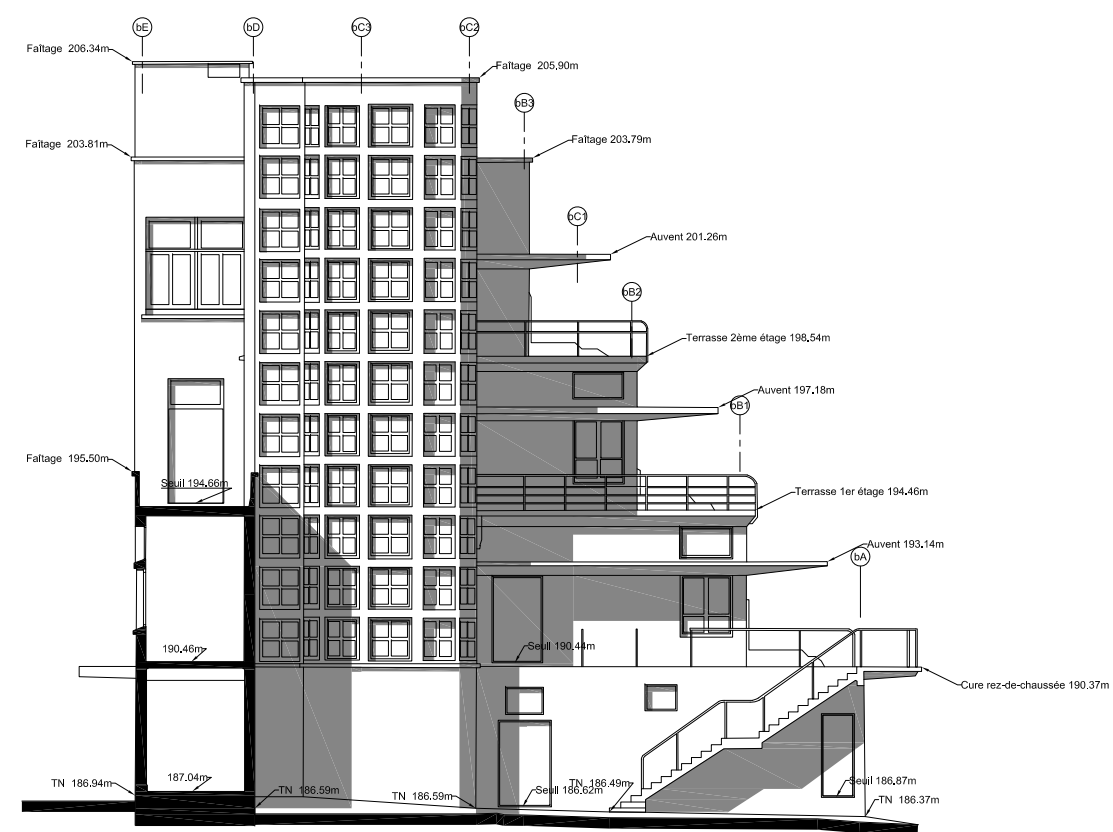 bE
bD
bC3
bC2
Faîtage 206.34m
Faîtage 205.90m
bB3
Faîtage 203.81m
Faîtage 203.79m
bC1
Auvent 201.26m
bB2
Terrasse 2ème étage 198.54m
Auvent 197.18m
bB1
Faîtage 195.50m
Seuil 194.66m
Terrasse 1er étage 194.46m
Auvent 193.14m
bA
190.46m
Seuil 190.44m
Cure rez-de-chaussée 190.37m
187.04m
TN 186.94m
TN 186.59m
TN 186.59m
TN 186.49m
Seuil 186.62m
Seuil 186.87m
TN 186.37m